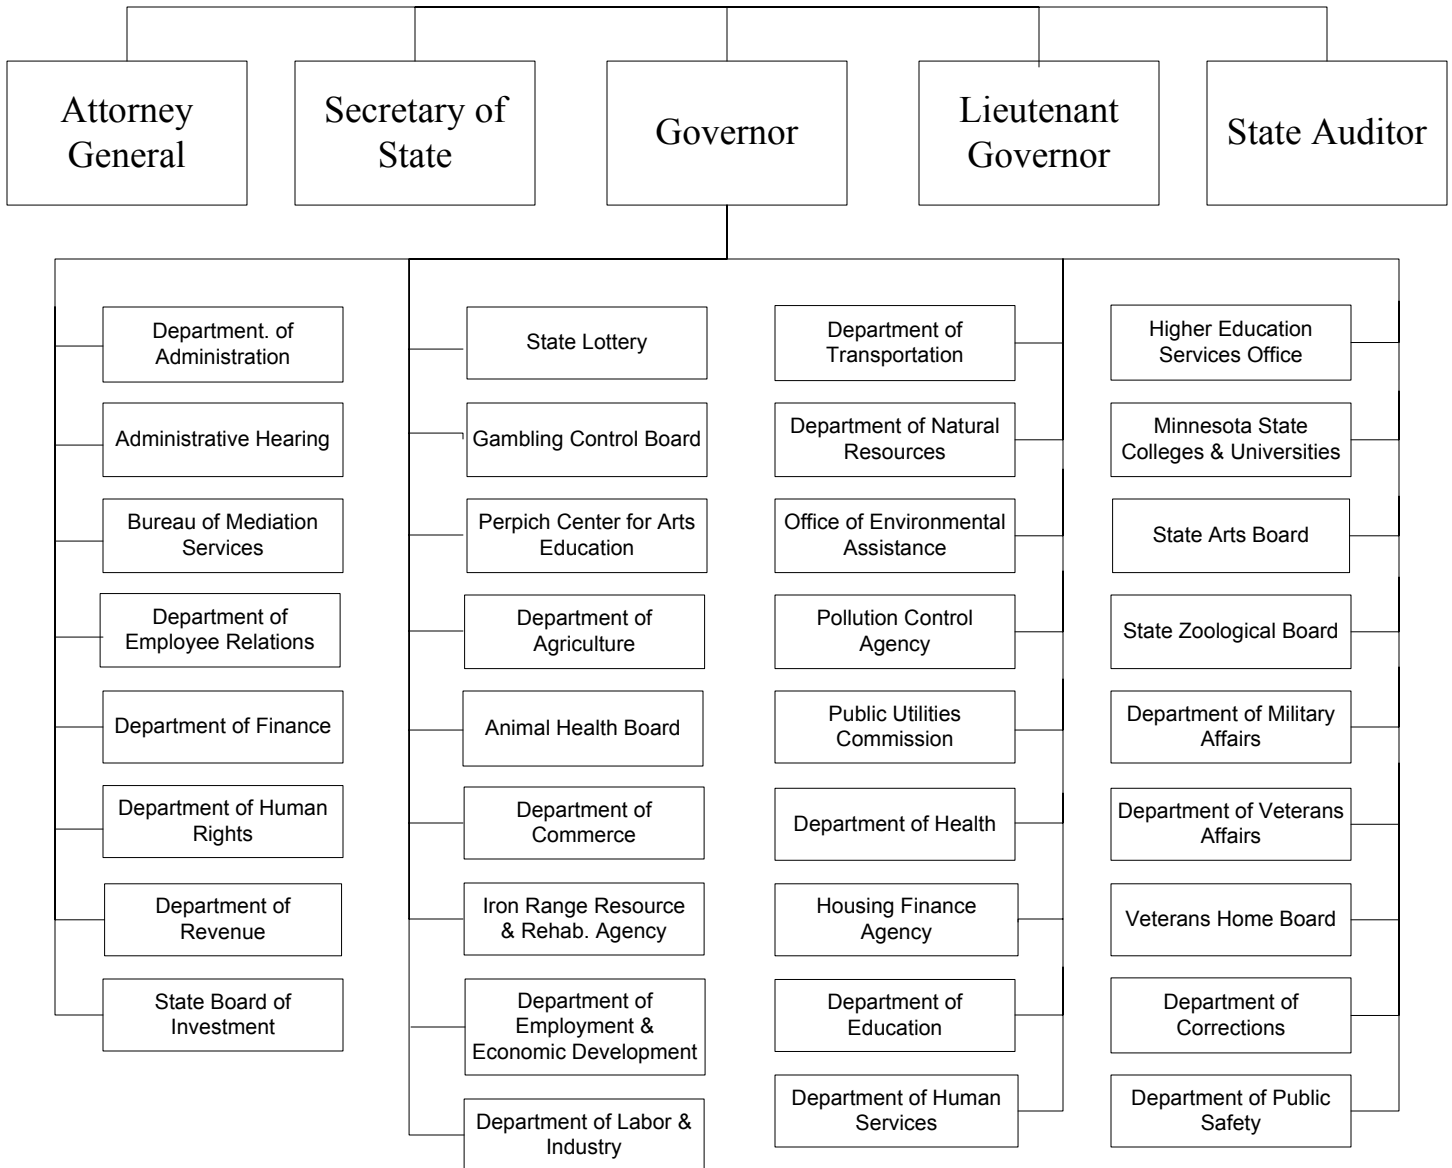 Attorney
General
Secretary of
State
Governor
Lieutenant
Governor
State Auditor
Department. of
Administration
Administrative Hearing
Bureau of Mediation
Services
Department of
Employee Relations
Department of Finance
Department of Human
Rights
Department of
Revenue
State Board of
Investment
State Lottery
Gambling Control Board
Perpich Center for Arts
Education
Department of
Agriculture
Animal Health Board
Department of
Commerce
Iron Range Resource
& Rehab. Agency
Department of
Employment &
Economic Development
Department of Labor &
Industry
Department of
Transportation
Department of Natural
Resources
Office of Environmental
Assistance
Pollution Control
Agency
Public Utilities
Commission
Department of Health
Housing Finance
Agency
Department of
Education
Department of Human
Services
Higher Education
Services Office
Minnesota State
Colleges & Universities
State Arts Board
State Zoological Board
Department of Military
Affairs
Department of Veterans
Affairs
Veterans Home Board
Department of
Corrections
Department of Public
Safety